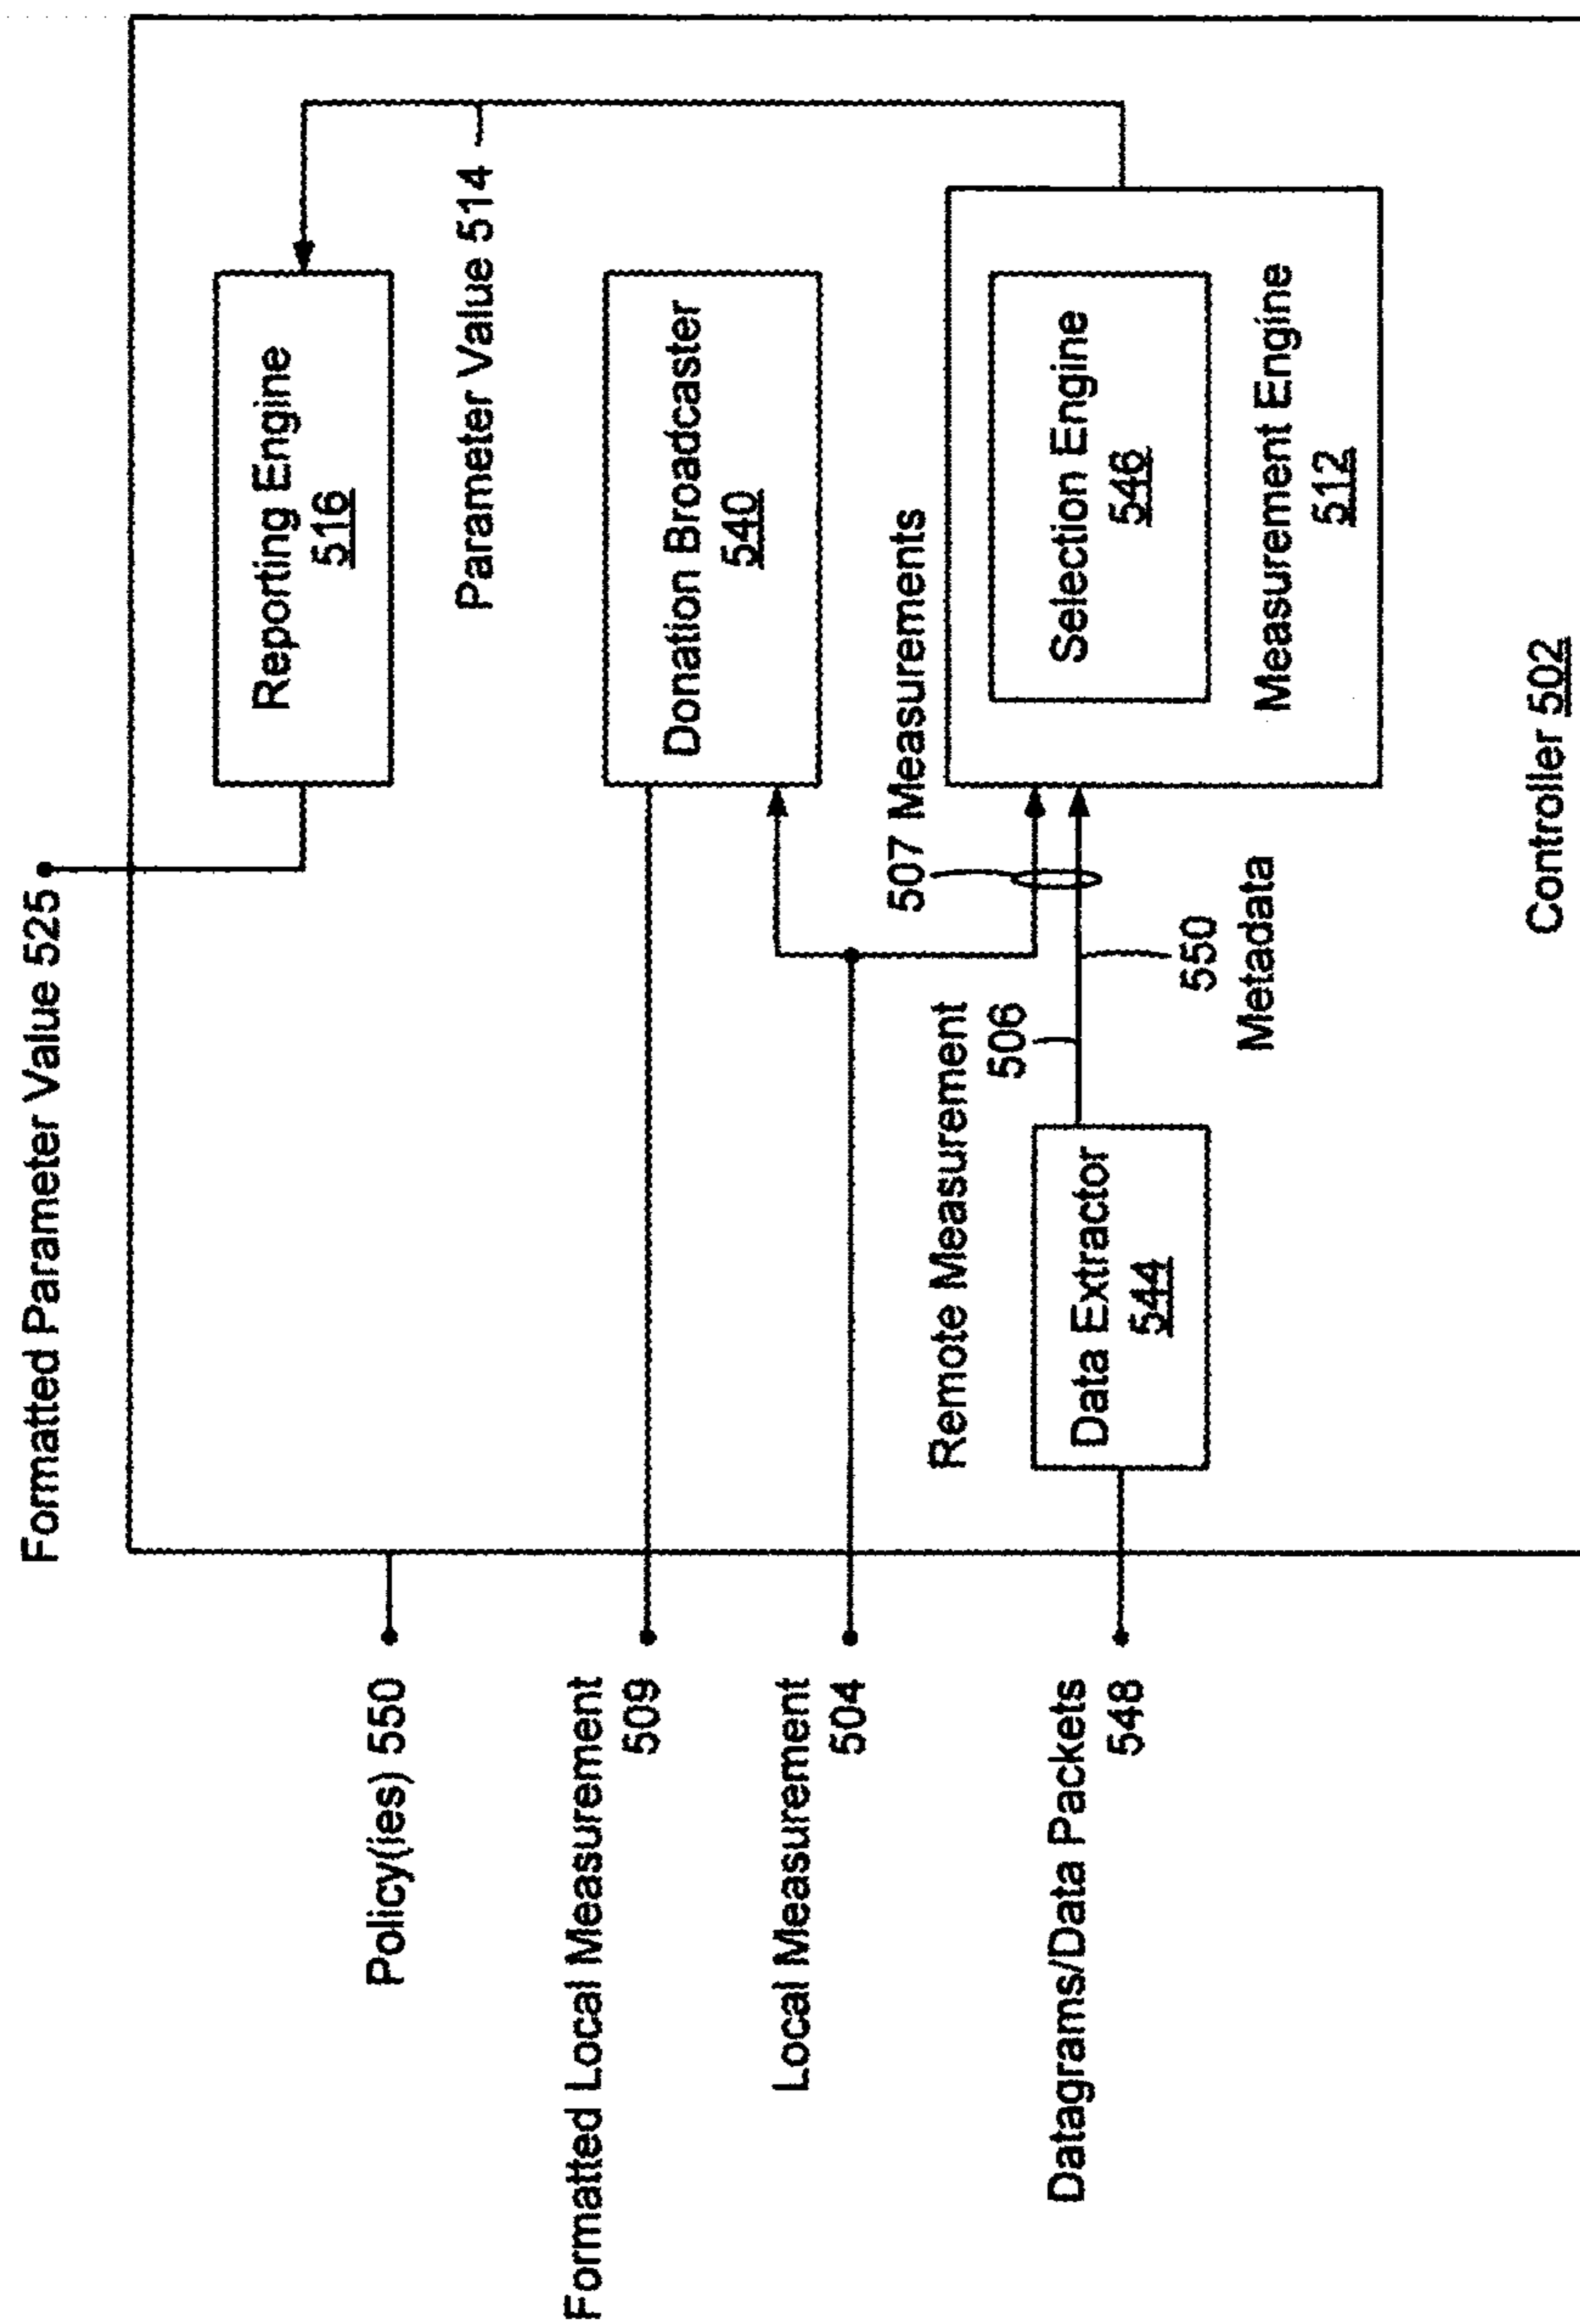 Formatted Parameter Value 525
Policy(ies) 550
Reporting Engine
516
Parameter Value 514
Formatted Local Measurement
509
Donation Broadcaster
540
Local Measurement
504
507 Measurements
Remote Measurement
506
Selection Engine
546
Datagrams/Data Packets
548
Data Extractor
544
550
Metadata
Measurement Engine
512
Controller 502